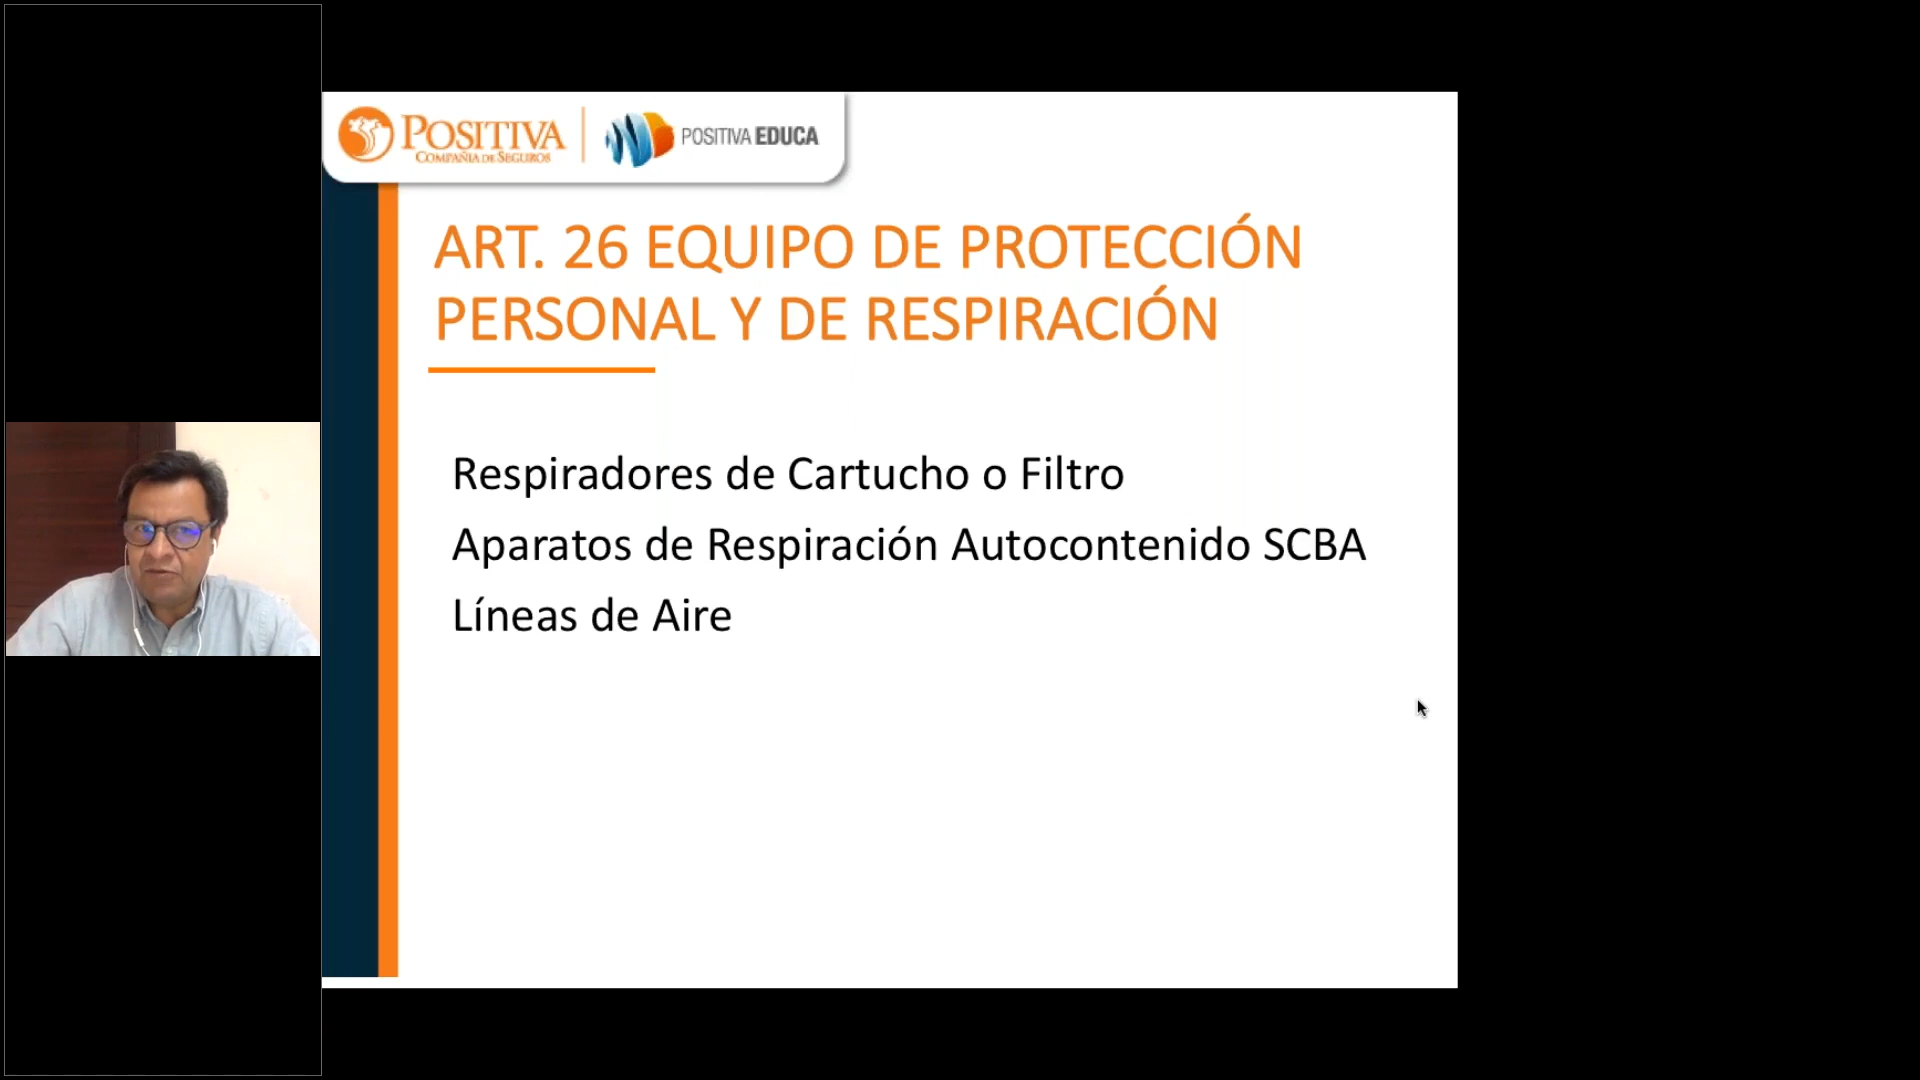 POSITIVA
COMPAÑIA DE SEGUROS
POSITIVA EDUCA
ART. 26 EQUIPO DE PROTECCIÓN
PERSONAL Y DE RESPIRACIÓN
Respiradores de Cartucho o Filtro
Aparatos de Respiración Autocontenido SCBA
Líneas de Aire